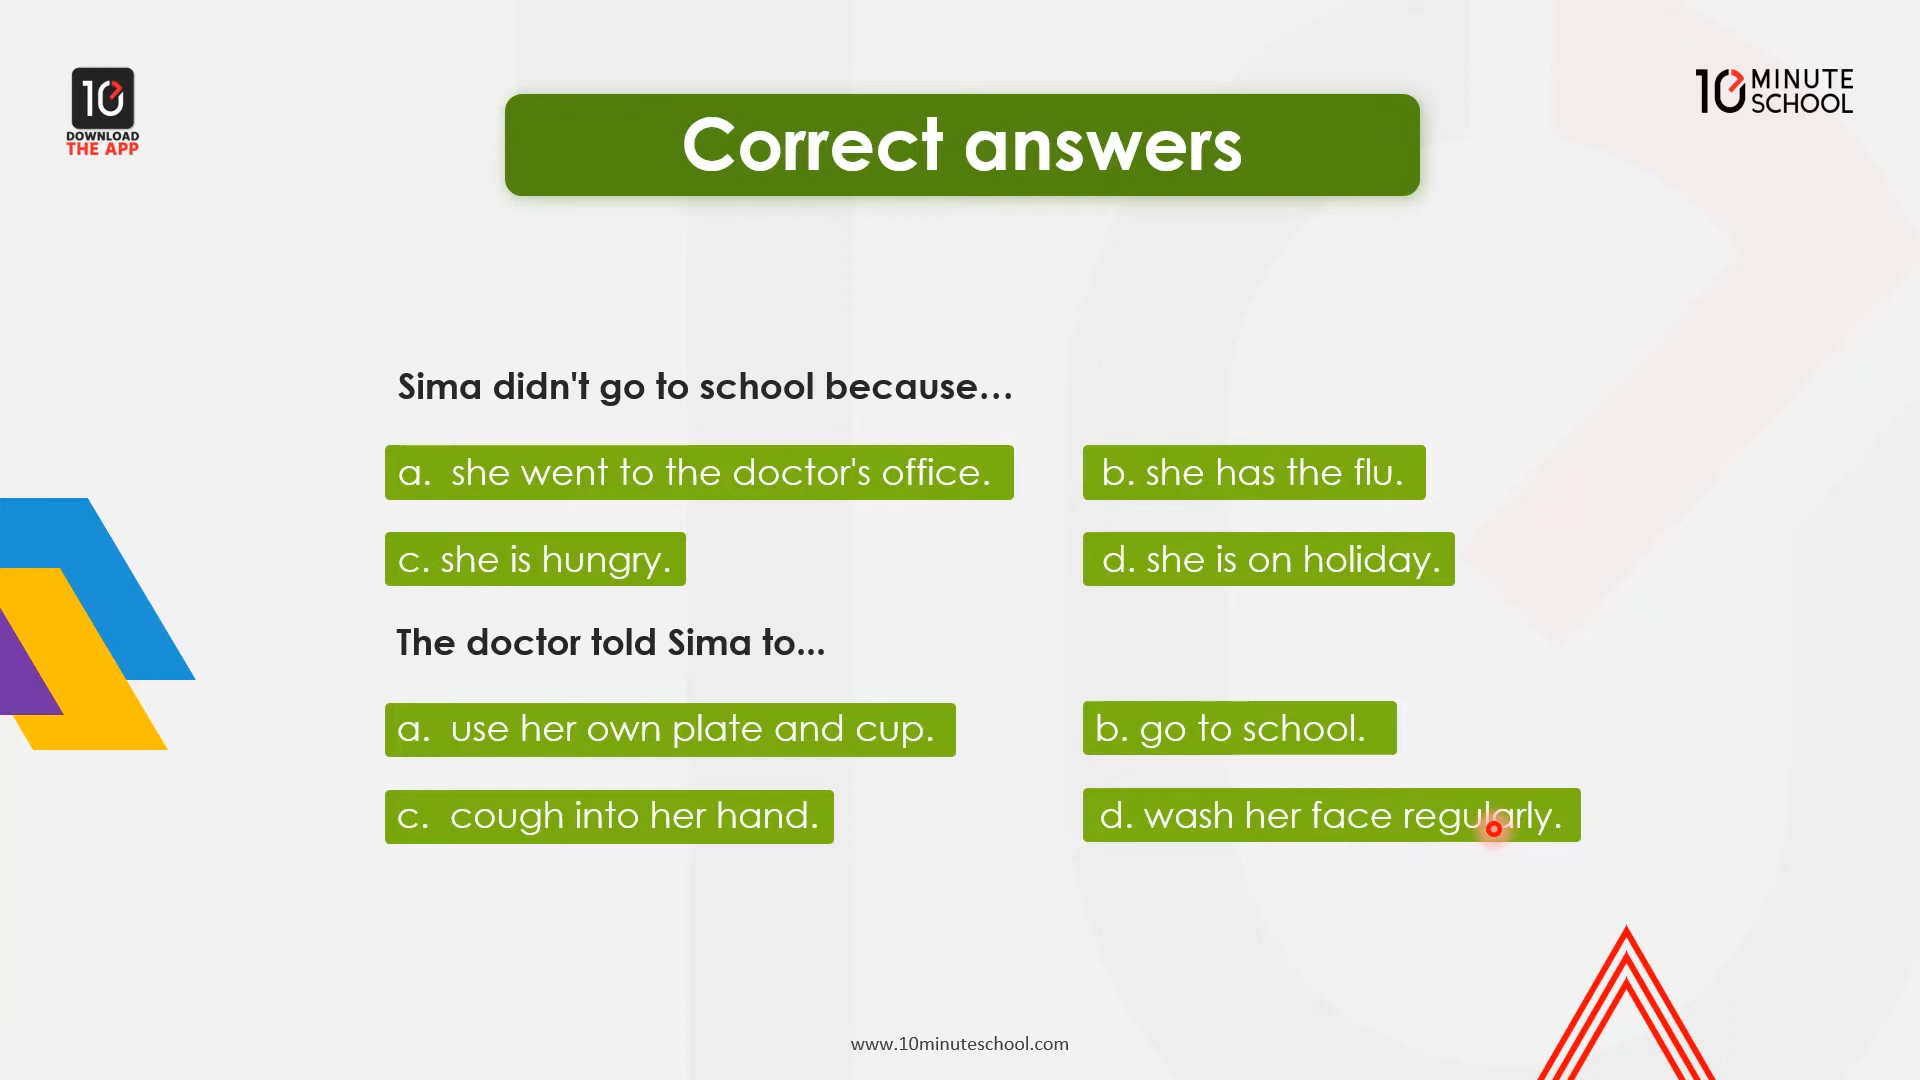 10
DOWNLOAD
THE APP
10 MINUTE
SCHOOL
Correct answers
Sima didn't go to school because...
a. she went to the doctor's office.
b. she has the flu.
c. she is hungry.
d. she is on holiday.
The doctor told Sima to...
a. use her own plate and cup.
b. go to school.
c. cough into her hand.
d. wash her face regularly.
www.10minuteschool.com